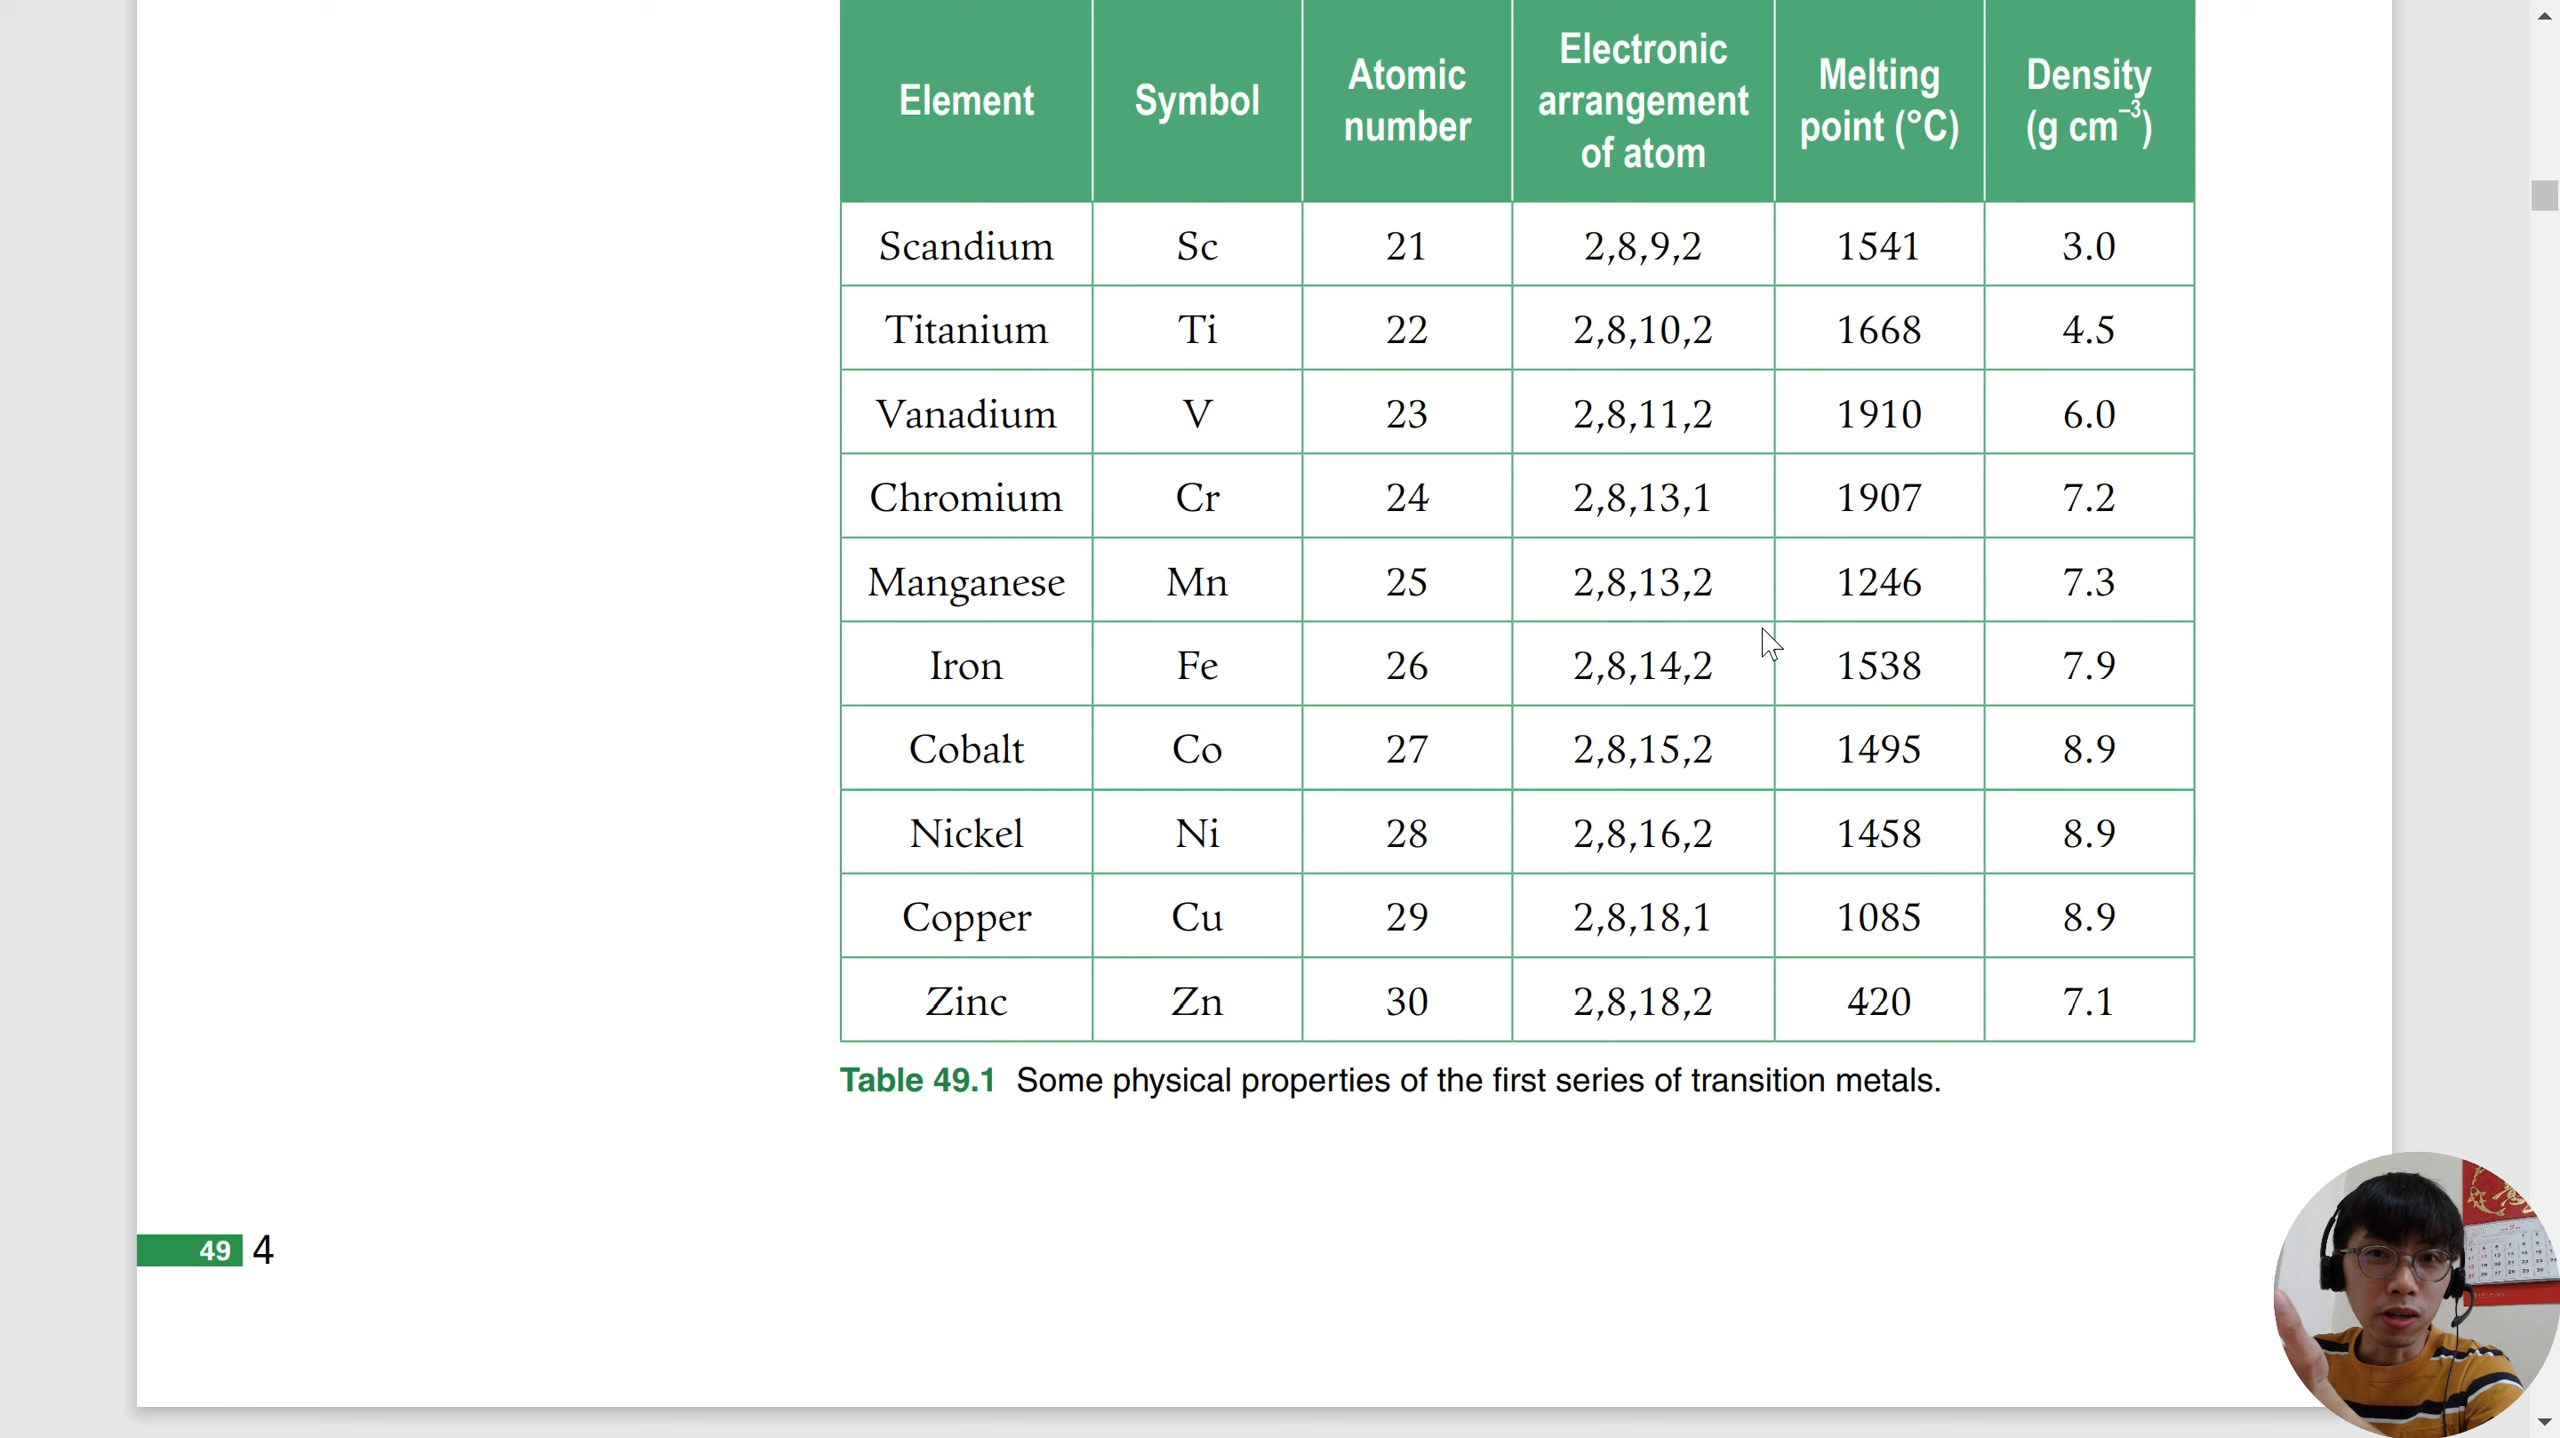 Element Symbol Atomic number Electronic arrangement of atom Melting point (°C) Density (g cm⁻³)
Scandium Sc 21 2,8,9,2 1541 3.0
Titanium Ti 22 2,8,10,2 1668 4.5
Vanadium V 23 2,8,11,2 1910 6.0
Chromium Cr 24 2,8,13,1 1907 7.2
Manganese Mn 25 2,8,13,2 1246 7.3
Iron Fe 26 2,8,14,2 1538 7.9
Cobalt Co 27 2,8,15,2 1495 8.9
Nickel Ni 28 2,8,16,2 1458 8.9
Copper Cu 29 2,8,18,1 1085 8.9
Zinc Zn 30 2,8,18,2 420 7.1
Table 49.1 Some physical properties of the first series of transition metals.
49 4